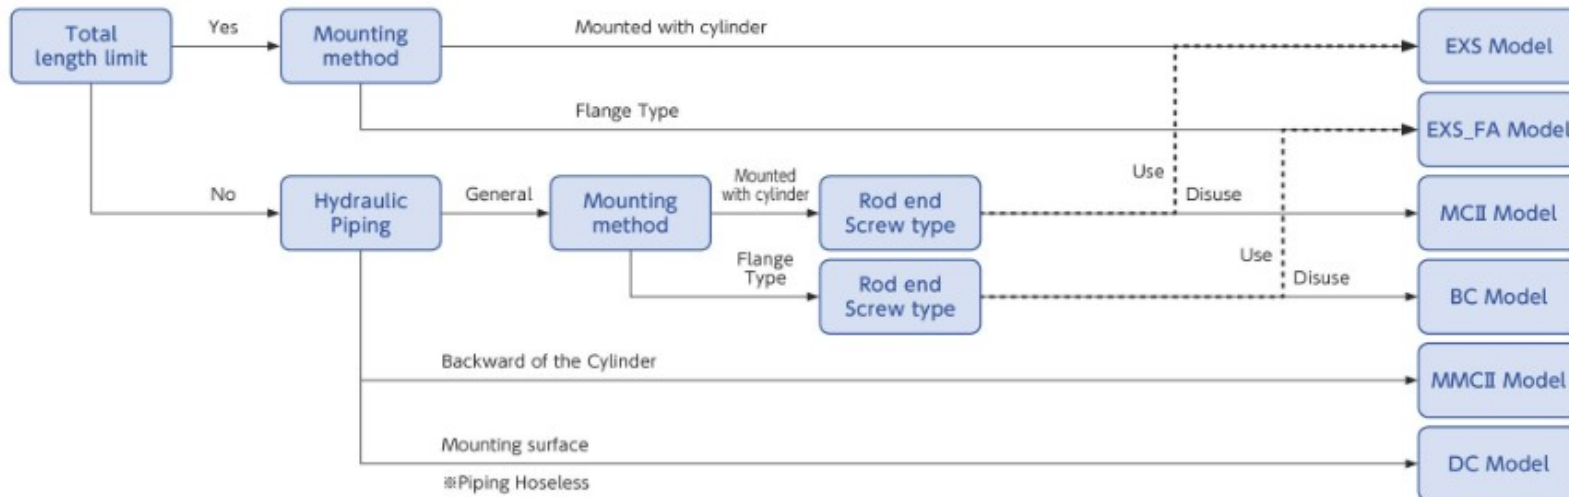 Total
length limit
Yes
Mounting
method
Mounted with cylinder
EXS Model
Flange Type
EXS_FA Model
No
Hydraulic
Piping
General
Mounting
method
Mounted
with cylinder
Rod end
Screw type
Use
Disuse
MCⅡ Model
Flange
Type
Rod end
Screw type
Use
Disuse
BC Model
Backward of the Cylinder
MMCⅡ Model
Mounting surface
※Piping Hoseless
DC Model